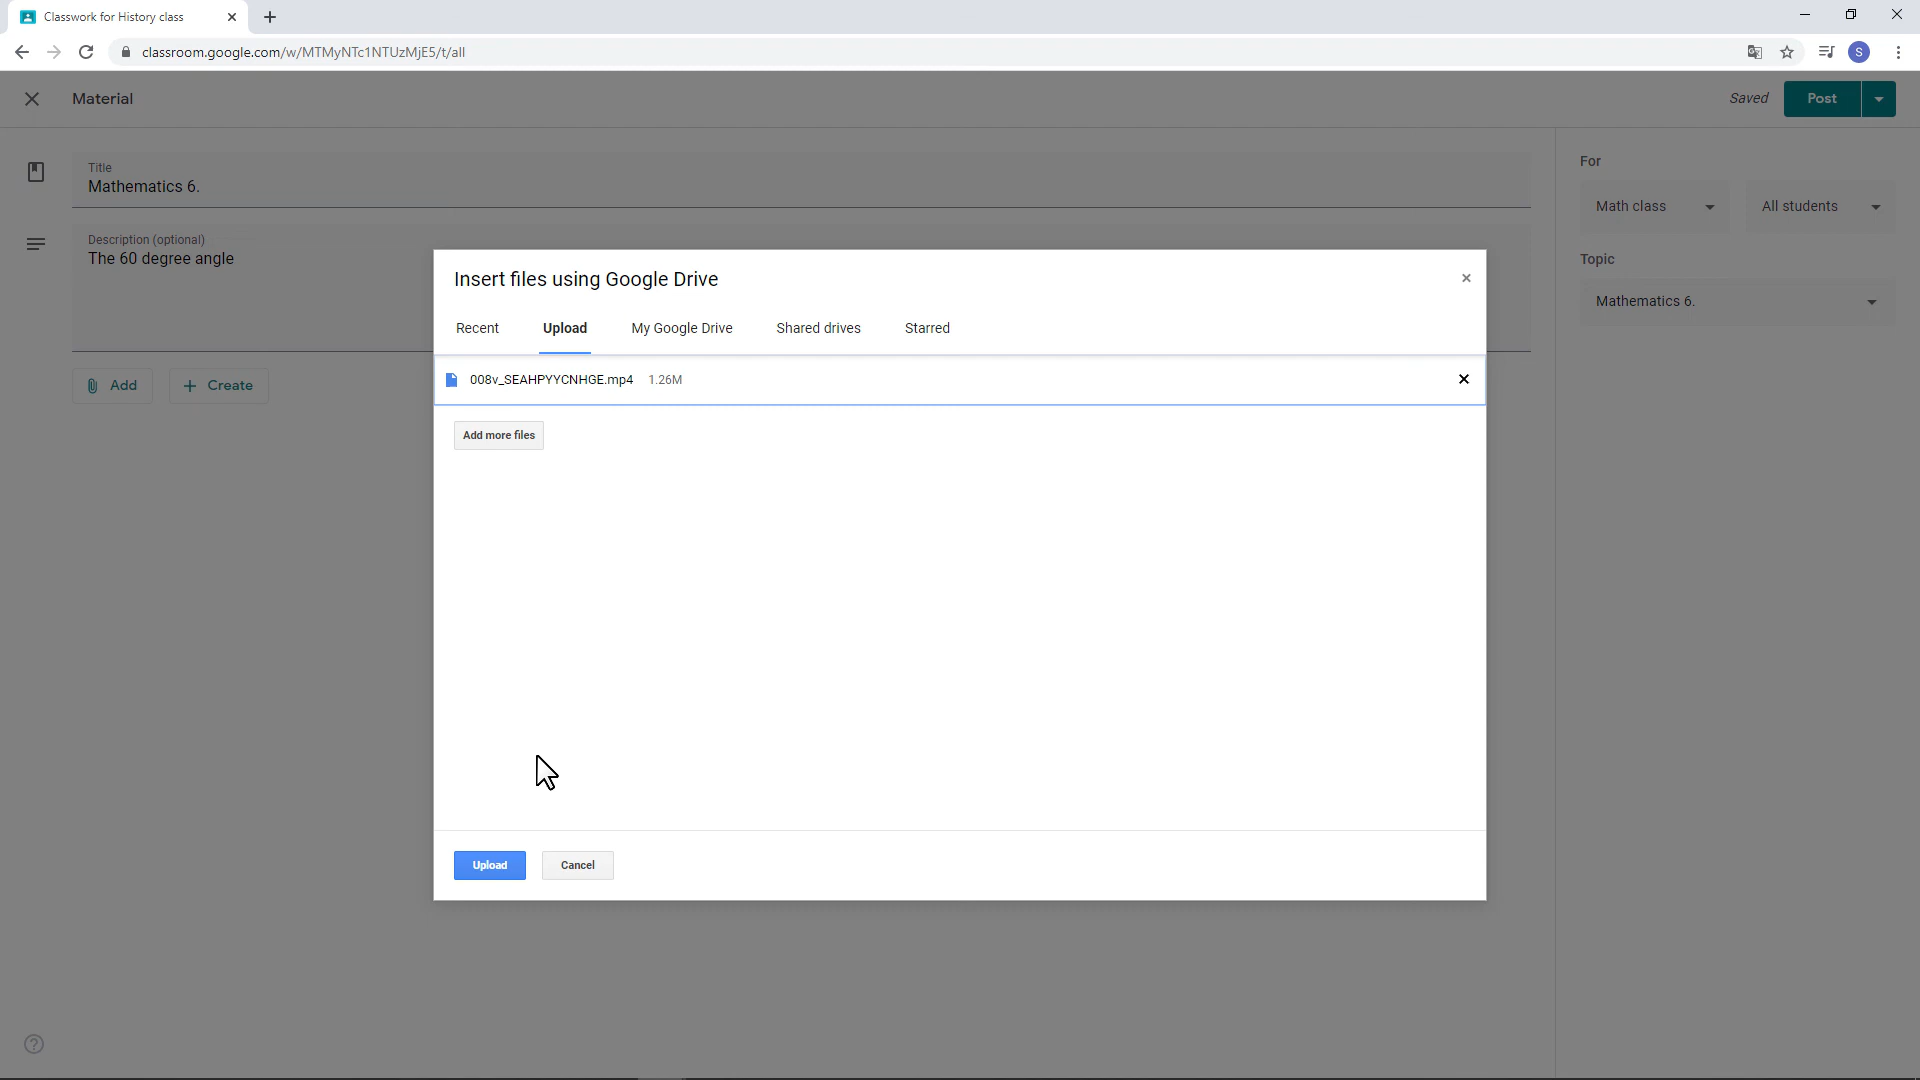 Classwork for History class
classroom.google.com/w/MTMyNTc1NTUzMjE5/t/all
S
Material
Saved
Post
Title
Mathematics 6.
Description (optional)
The 60 degree angle
Add
Create
For
Math class
All students
Topic
Mathematics 6.
Insert files using Google Drive
Recent
Upload
My Google Drive
Shared drives
Starred
008v_SEAHPYYCNHGE.mp4 1.26M
Add more files
Upload
Cancel